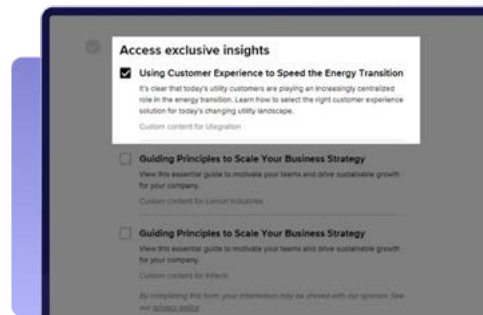 Access exclusive insights
Using Customer Experience to Speed the Energy Transition
It's clear that today's utility customers are playing an increasingly centralized
role in the energy transition. Learn how to select the right customer experience
solution for today's changing utility landscape.
Custom content for Utegration
Guiding Principles to Scale Your Business Strategy
View this essential guide to motivate your teams and drive sustainable growth
for your company.
Custom content for Lumen Industries
Guiding Principles to Scale Your Business Strategy
View this essential guide to motivate your teams and drive sustainable growth
for your company.
Custom content for
By completing this form, your information may be shared with our sponsor. See
our privacy policy